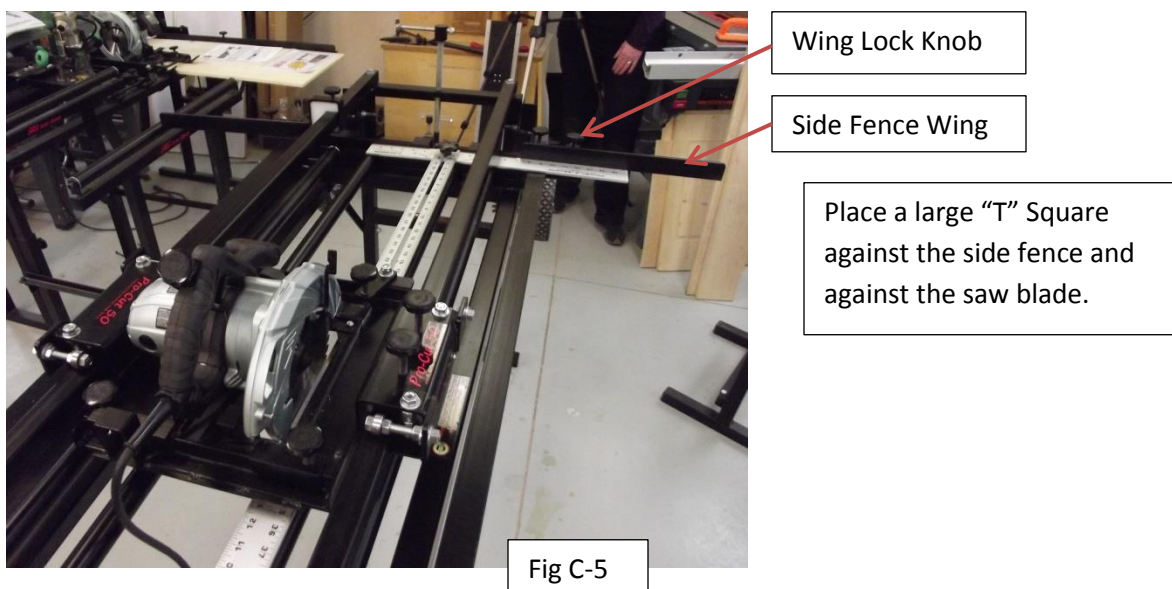 Wing Lock Knob
Side Fence Wing
Place a large “T” Square
against the side fence and
against the saw blade.
Pro-Cut 50
Fig C-5